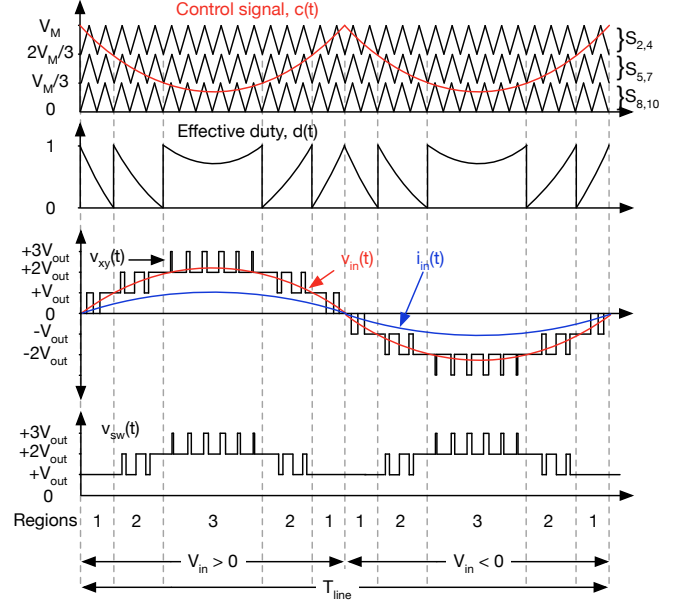 Control signal, c(t)
V_M
2V_M/3
V_M/3
0
}S_2,4
}S_5,7
}S_8,10
Effective duty, d(t)
1
0
+3V_out
+2V_out
+V_out
0
-V_out
-2V_out
v_xy(t)
v_in(t)
i_in(t)
+3V_out
+2V_out
+V_out
0
v_sw(t)
Regions 1 2 3 2 1 1 2 3 2 1
V_in > 0 V_in < 0
T_line